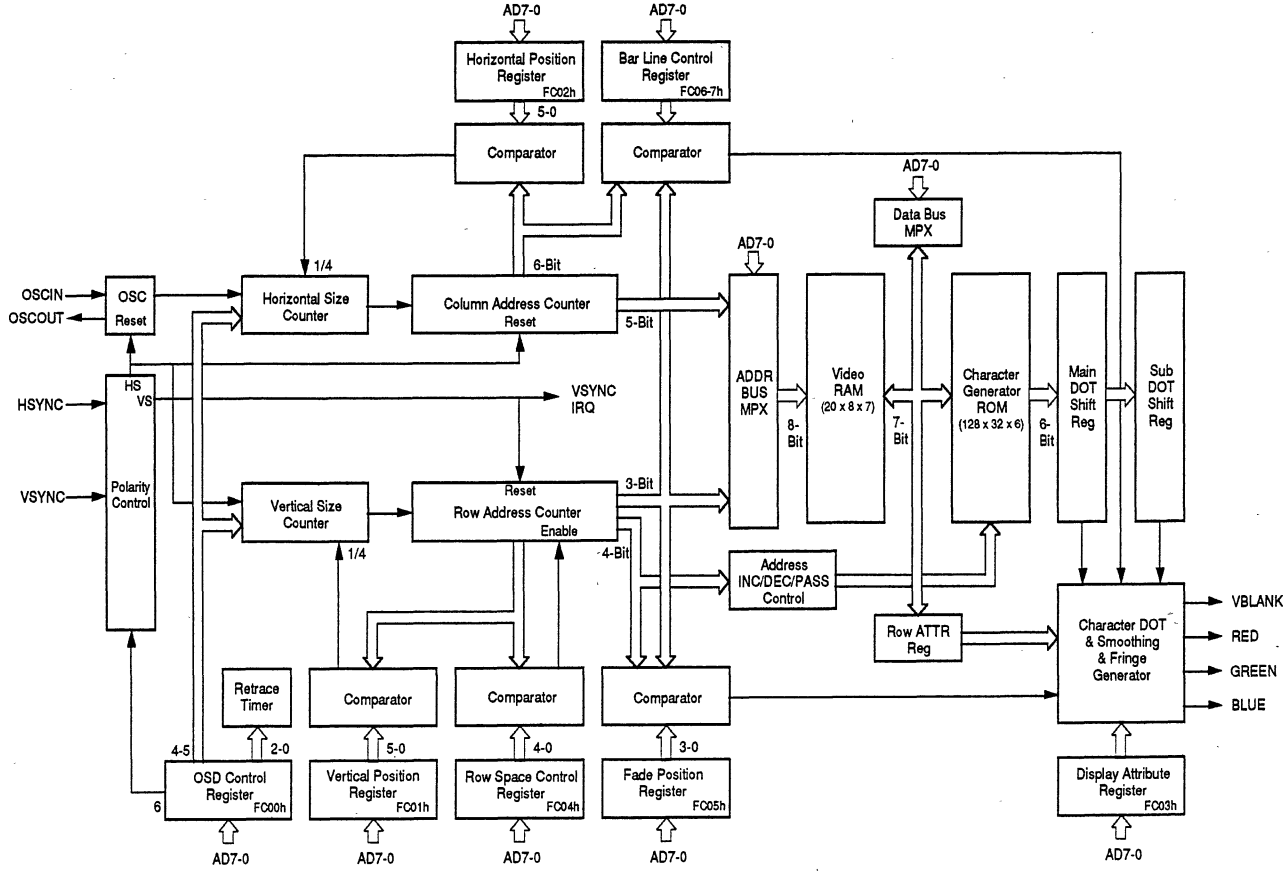 AD7-0
AD7-0
Horizontal Position
Register
FC02h
Bar Line Control
Register
FC06-7h
5-0
Comparator
Comparator
AD7-0
Data Bus
MPX
AD7-0
1/4
6-Bit
OSCIN
OSCOUT
OSC
Reset
Horizontal Size
Counter
Column Address Counter
Reset
5-Bit
HS
VS
HSYNC
VSYNC
IRQ
ADDR
BUS
MPX
8-
Bit
Video
RAM
(20 x 8 x 7)
7-
Bit
Character
Generator
ROM
(128 x 32 x 6)
6-
Bit
Main
DOT
Shift
Reg
Sub
DOT
Shift
Reg
VSYNC
Polarity
Control
Vertical Size
Counter
1/4
Reset
Row Address Counter
Enable
3-Bit
4-Bit
Address
INC/DEC/PASS
Control
Row ATTR
Reg
Character DOT
& Smoothing
& Fringe
Generator
VBLANK
RED
GREEN
BLUE
Retrace
Timer
Comparator
Comparator
Comparator
4-5
2-0
5-0
4-0
3-0
6
OSD Control
Register
FC00h
Vertical Position
Register
FC01h
Row Space Control
Register
FC04h
Fade Position
Register
FC05h
Display Attribute
Register
FC03h
AD7-0
AD7-0
AD7-0
AD7-0
AD7-0